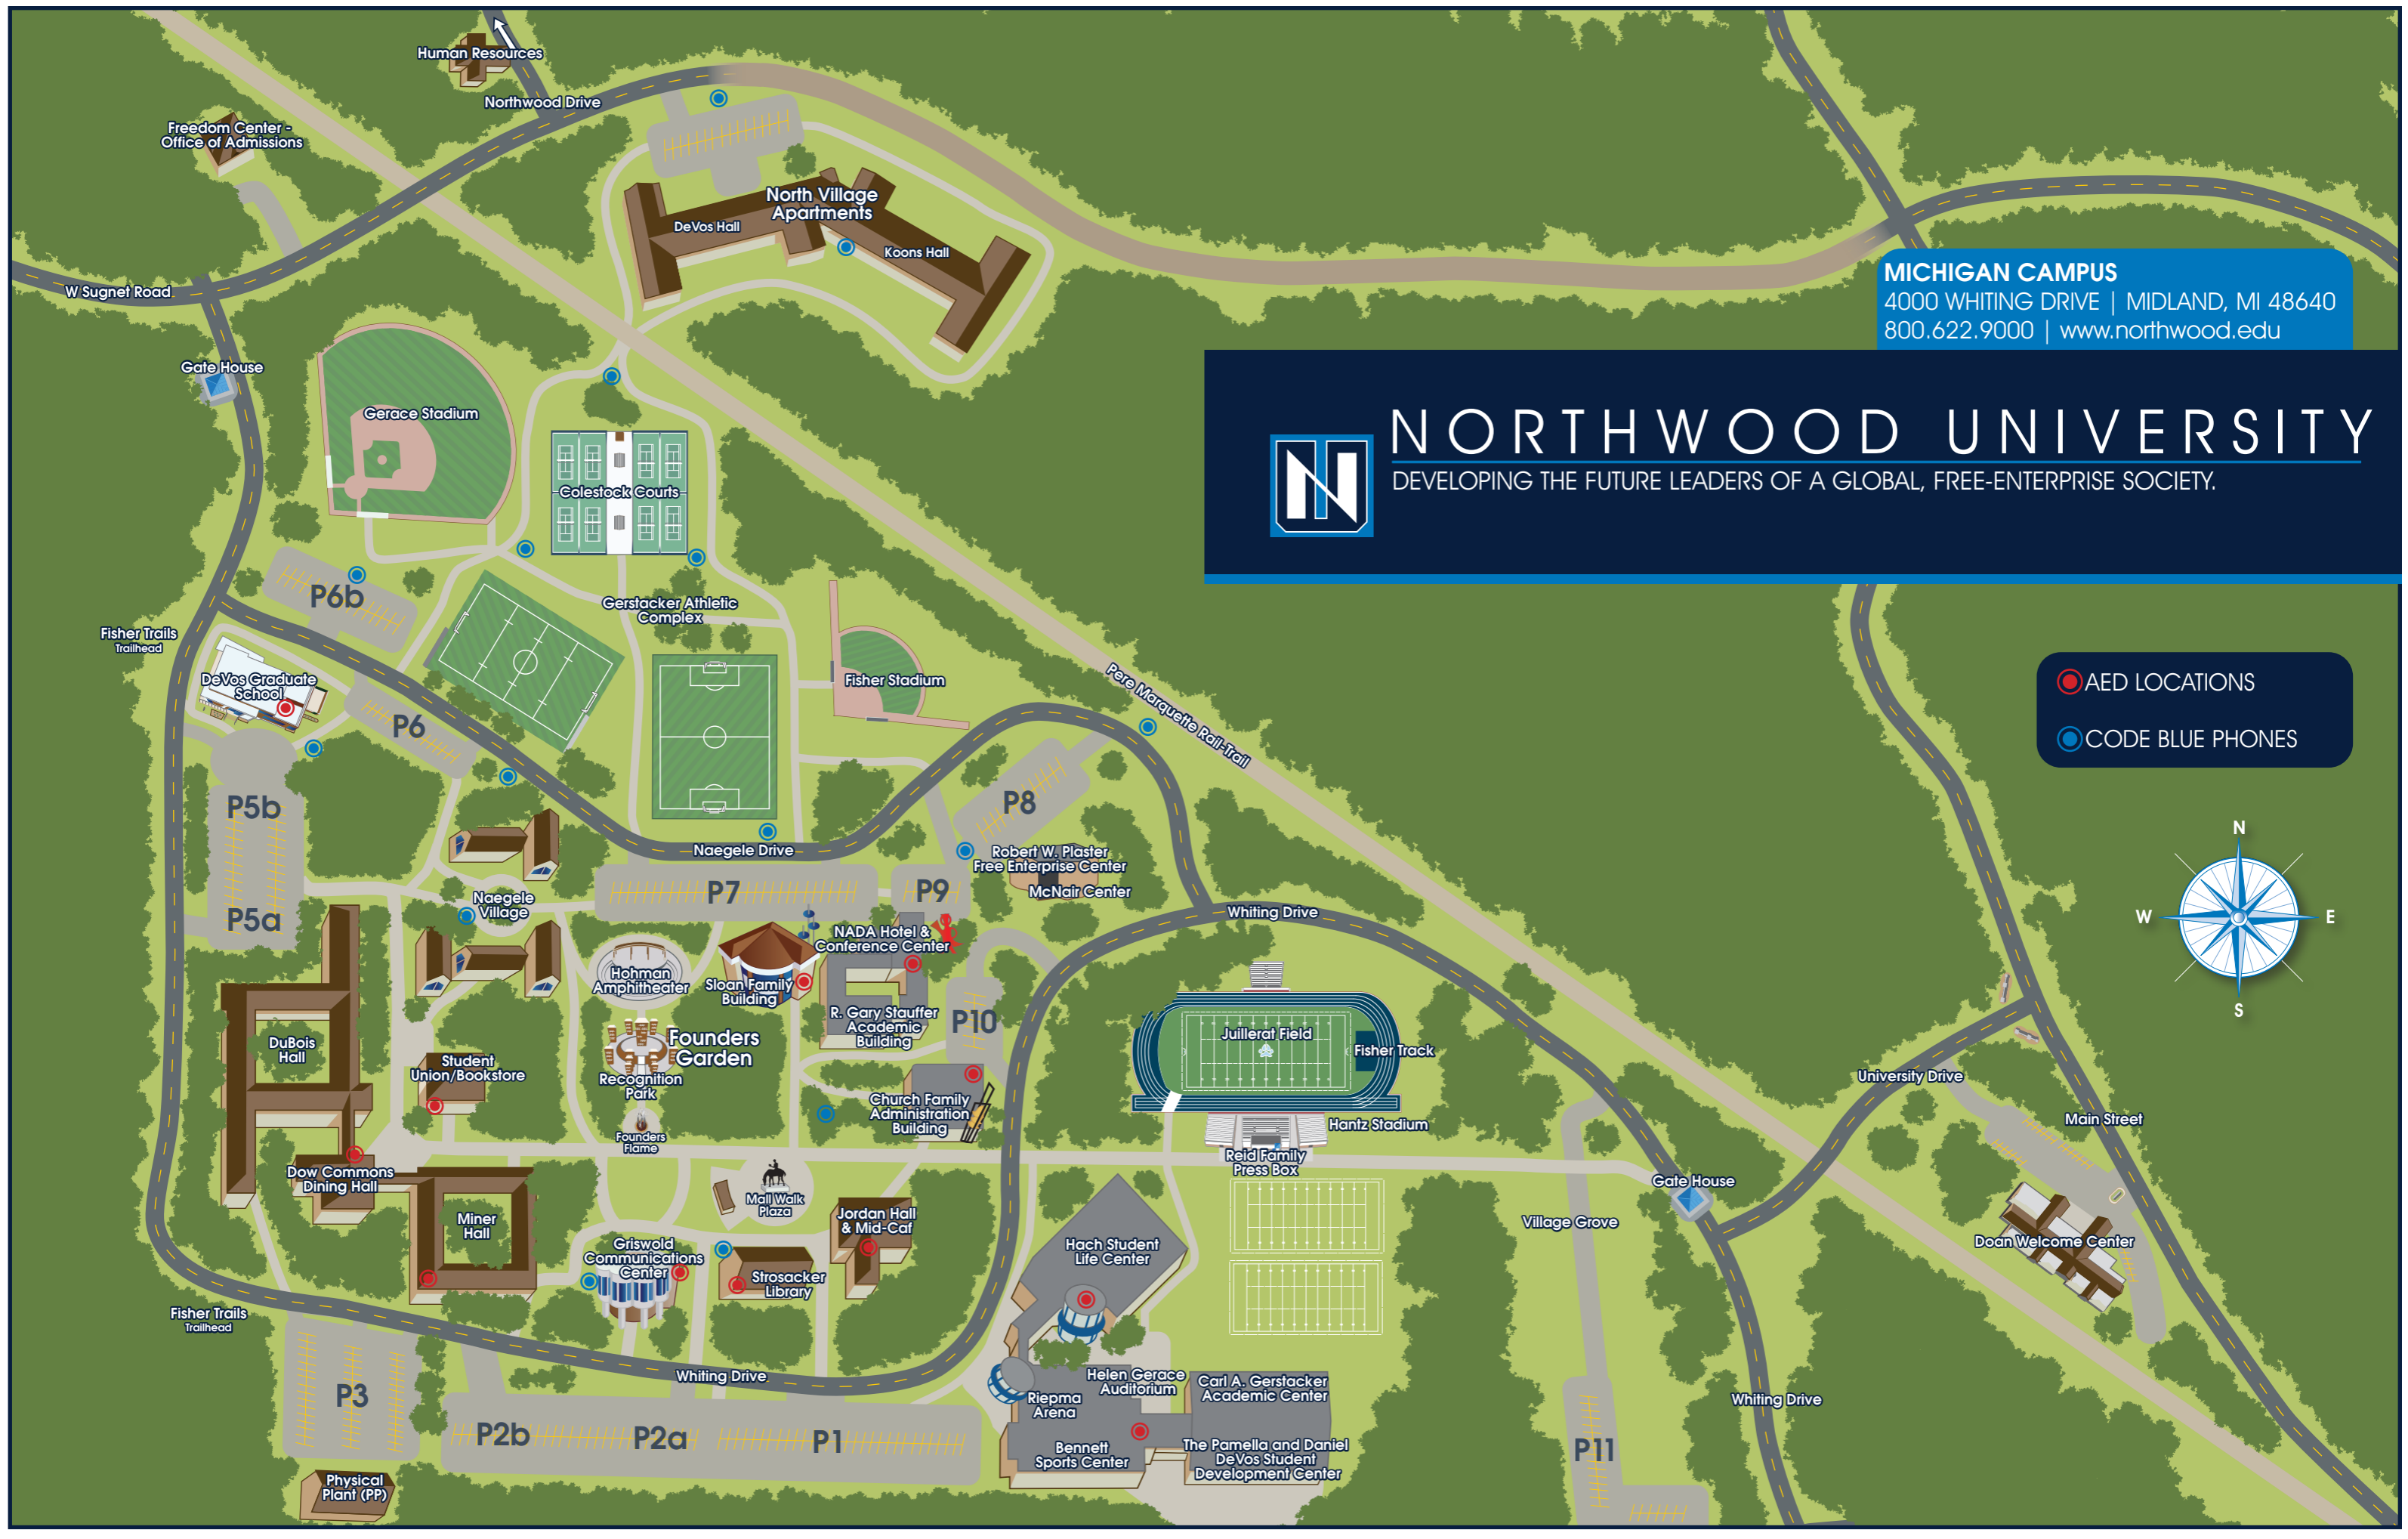 Human Resources
Northwood Drive
Freedom Center -
Office of Admissions
North Village
Apartments
DeVos Hall
Koons Hall
W Sugnet Road
MICHIGAN CAMPUS
4000 WHITING DRIVE | MIDLAND, MI 48640
800.622.9000 | www.northwood.edu
Gate House
Gerace Stadium
N
NORTHWOOD UNIVERSITY
DEVELOPING THE FUTURE LEADERS OF A GLOBAL, FREE-ENTERPRISE SOCIETY.
Colestock Courts
P6b
Gerstacker Athletic
Complex
Fisher Trails
Trailhead
DeVos Graduate
School
Fisher Stadium
Pere Marquette Rail-Trail
AED LOCATIONS
CODE BLUE PHONES
P6
P5b
P8
Naegele Drive
Robert W. Plaster
Free Enterprise Center
McNair Center
N
W
E
S
P7
P9
Naegele
Village
P5a
Whiting Drive
NADA Hotel &
Conference Center
Hohman
Amphitheater
Sloan Family
Building
R. Gary Stauffer
Academic
Building
P10
Founders
Garden
DuBois
Hall
Juillerat Field
Fisher Track
Student
Union/Bookstore
Recognition
Park
University Drive
Church Family
Administration
Building
Main Street
Hantz Stadium
Founders
Flame
Reid Family
Press Box
Dow Commons
Dining Hall
Gate House
Mall Walk
Plaza
Jordan Hall
& Mid-Caf
Miner
Hall
Village Grove
Doan Welcome Center
Griswold
Communications
Center
Hach Student
Life Center
Strosacker
Library
Fisher Trails
Trailhead
Whiting Drive
Helen Gerace
Auditorium
Carl A. Gerstacker
Academic Center
Riepma
Arena
Whiting Drive
P3
P2b
P2a
P1
Bennett
Sports Center
The Pamella and Daniel
DeVos Student
Development Center
P11
Physical
Plant (PP)